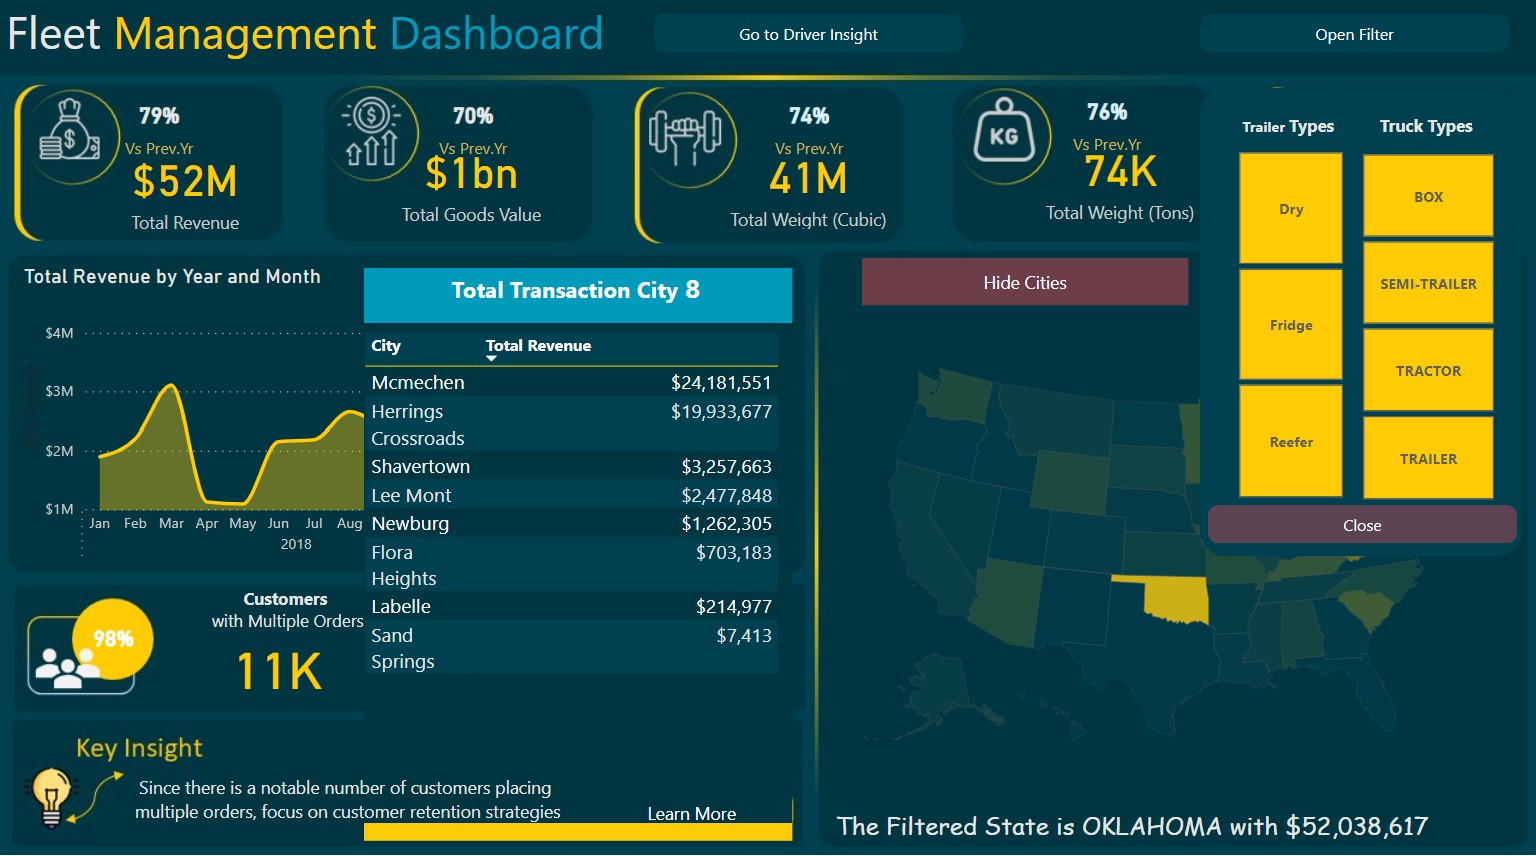 Fleet Management Dashboard
Go to Driver Insight
Open Filter
79%
Vs Prev.Yr
$52M
Total Revenue
70%
Vs Prev.Yr
$1bn
Total Goods Value
74%
Vs Prev.Yr
41M
Total Weight (Cubic)
KG
76%
Vs Prev.Yr
74K
Total Weight (Tons)
Trailer Types
Dry
Fridge
Reefer
Truck Types
BOX
SEMI-TRAILER
TRACTOR
TRAILER
Close
Total Revenue by Year and Month
$4M
$3M
$2M
$1M
Jan Feb Mar Apr May Jun Jul Aug
2018
Total Transaction City 8
City Total Revenue
Mcmechen $24,181,551
Herrings $19,933,677
Crossroads
Shavertown $3,257,663
Lee Mont $2,477,848
Newburg $1,262,305
Flora $703,183
Heights
Labelle $214,977
Sand $7,413
Springs
Hide Cities
98%
Customers
with Multiple Orders
11K
Key Insight
Since there is a notable number of customers placing
multiple orders, focus on customer retention strategies
Learn More
The Filtered State is OKLAHOMA with $52,038,617